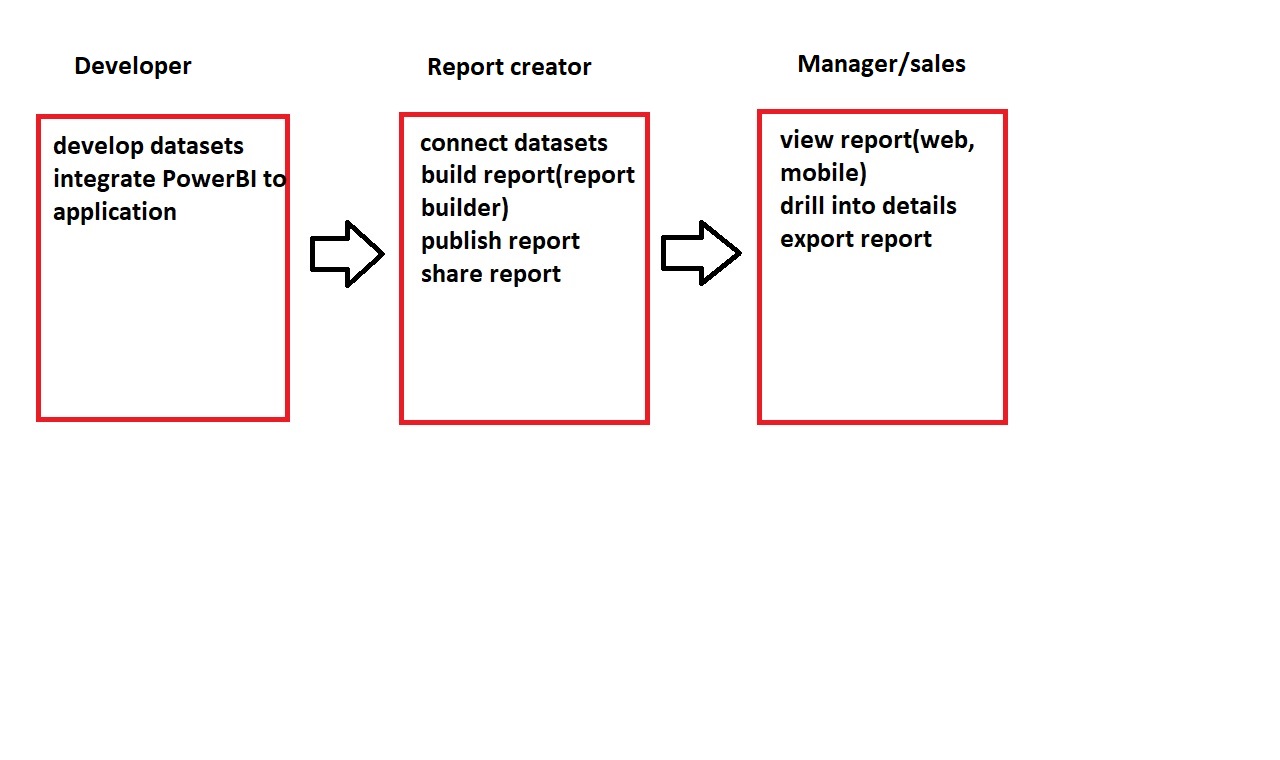 Developer
Report creator
Manager/sales
develop datasets
integrate PowerBI to
application
connect datasets
build report(report
builder)
publish report
share report
view report(web,
mobile)
drill into details
export report